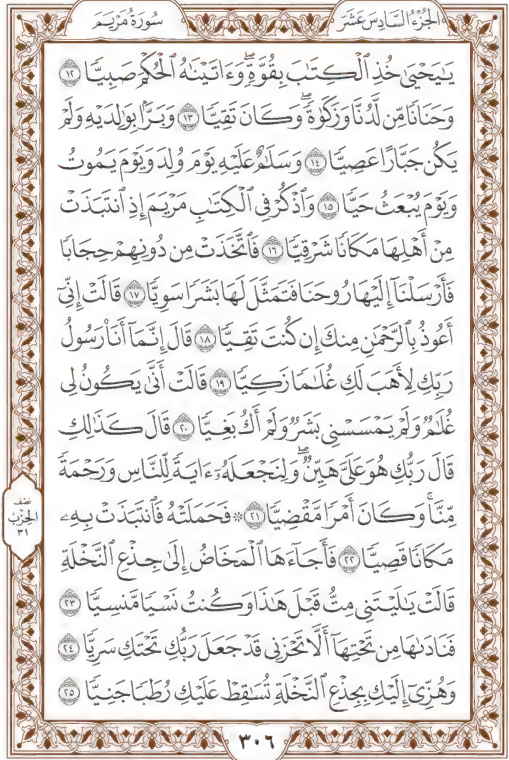 الجزء السادس عشر
سورة مريم
يَٰيَحْيَىٰ خُذِ ٱلْكِتَٰبَ بِقُوَّةٍۖ وَءَاتَيْنَٰهُ ٱلْحُكْمَ صَبِيًّا ١٢
وَحَنَانًا مِّن لَّدُنَّا وَزَكَوٰةًۖ وَكَانَ تَقِيًّا ١٣ وَبَرًّۢا بِوَٰلِدَيْهِ وَلَمْ
يَكُن جَبَّارًا عَصِيًّا ١٤ وَسَلَٰمٌ عَلَيْهِ يَوْمَ وُلِدَ وَيَوْمَ يَمُوتُ
وَيَوْمَ يُبْعَثُ حَيًّا ١٥ وَٱذْكُرْ فِي ٱلْكِتَٰبِ مَرْيَمَ إِذِ ٱنتَبَذَتْ
مِنْ أَهْلِهَا مَكَانًا شَرْقِيًّا ١٦ فَٱتَّخَذَتْ مِن دُونِهِمْ حِجَابًا
فَأَرْسَلْنَآ إِلَيْهَا رُوحَنَا فَتَمَثَّلَ لَهَا بَشَرًا سَوِيًّا ١٧ قَالَتْ إِنِّيٓ
أَعُوذُ بِٱلرَّحْمَٰنِ مِنكَ إِن كُنتَ تَقِيًّا ١٨ قَالَ إِنَّمَآ أَنَا۠ رَسُولُ
رَبِّكِ لِأَهَبَ لَكِ غُلَٰمًا زَكِيًّا ١٩ قَالَتْ أَنَّىٰ يَكُونُ لِي
غُلَٰمٌ وَلَمْ يَمْسَسْنِي بَشَرٌ وَلَمْ أَكُ بَغِيًّا ٢٠ قَالَ كَذَٰلِكِ
قَالَ رَبُّكِ هُوَ عَلَيَّ هَيِّنٌۖ وَلِنَجْعَلَهُۥٓ ءَايَةً لِّلنَّاسِ وَرَحْمَةً
مِّنَّاۚ وَكَانَ أَمْرًا مَّقْضِيًّا ٢١ ۞ فَحَمَلَتْهُ فَٱنتَبَذَتْ بِهِۦ
مَكَانًا قَصِيًّا ٢٢ فَأَجَآءَهَا ٱلْمَخَاضُ إِلَىٰ جِذْعِ ٱلنَّخْلَةِ
قَالَتْ يَٰلَيْتَنِي مِتُّ قَبْلَ هَٰذَا وَكُنتُ نَسْيًا مَّنسِيًّا ٢٣
فَنَادَىٰهَا مِن تَحْتِهَآ أَلَّا تَحْزَنِي قَدْ جَعَلَ رَبُّكِ تَحْتَكِ سَرِيًّا ٢٤
وَهُزِّيٓ إِلَيْكِ بِجِذْعِ ٱلنَّخْلَةِ تُسَٰقِطْ عَلَيْكِ رُطَبًا جَنِيًّا ٢٥
نصف
الحزب
٣١
٣٠٦